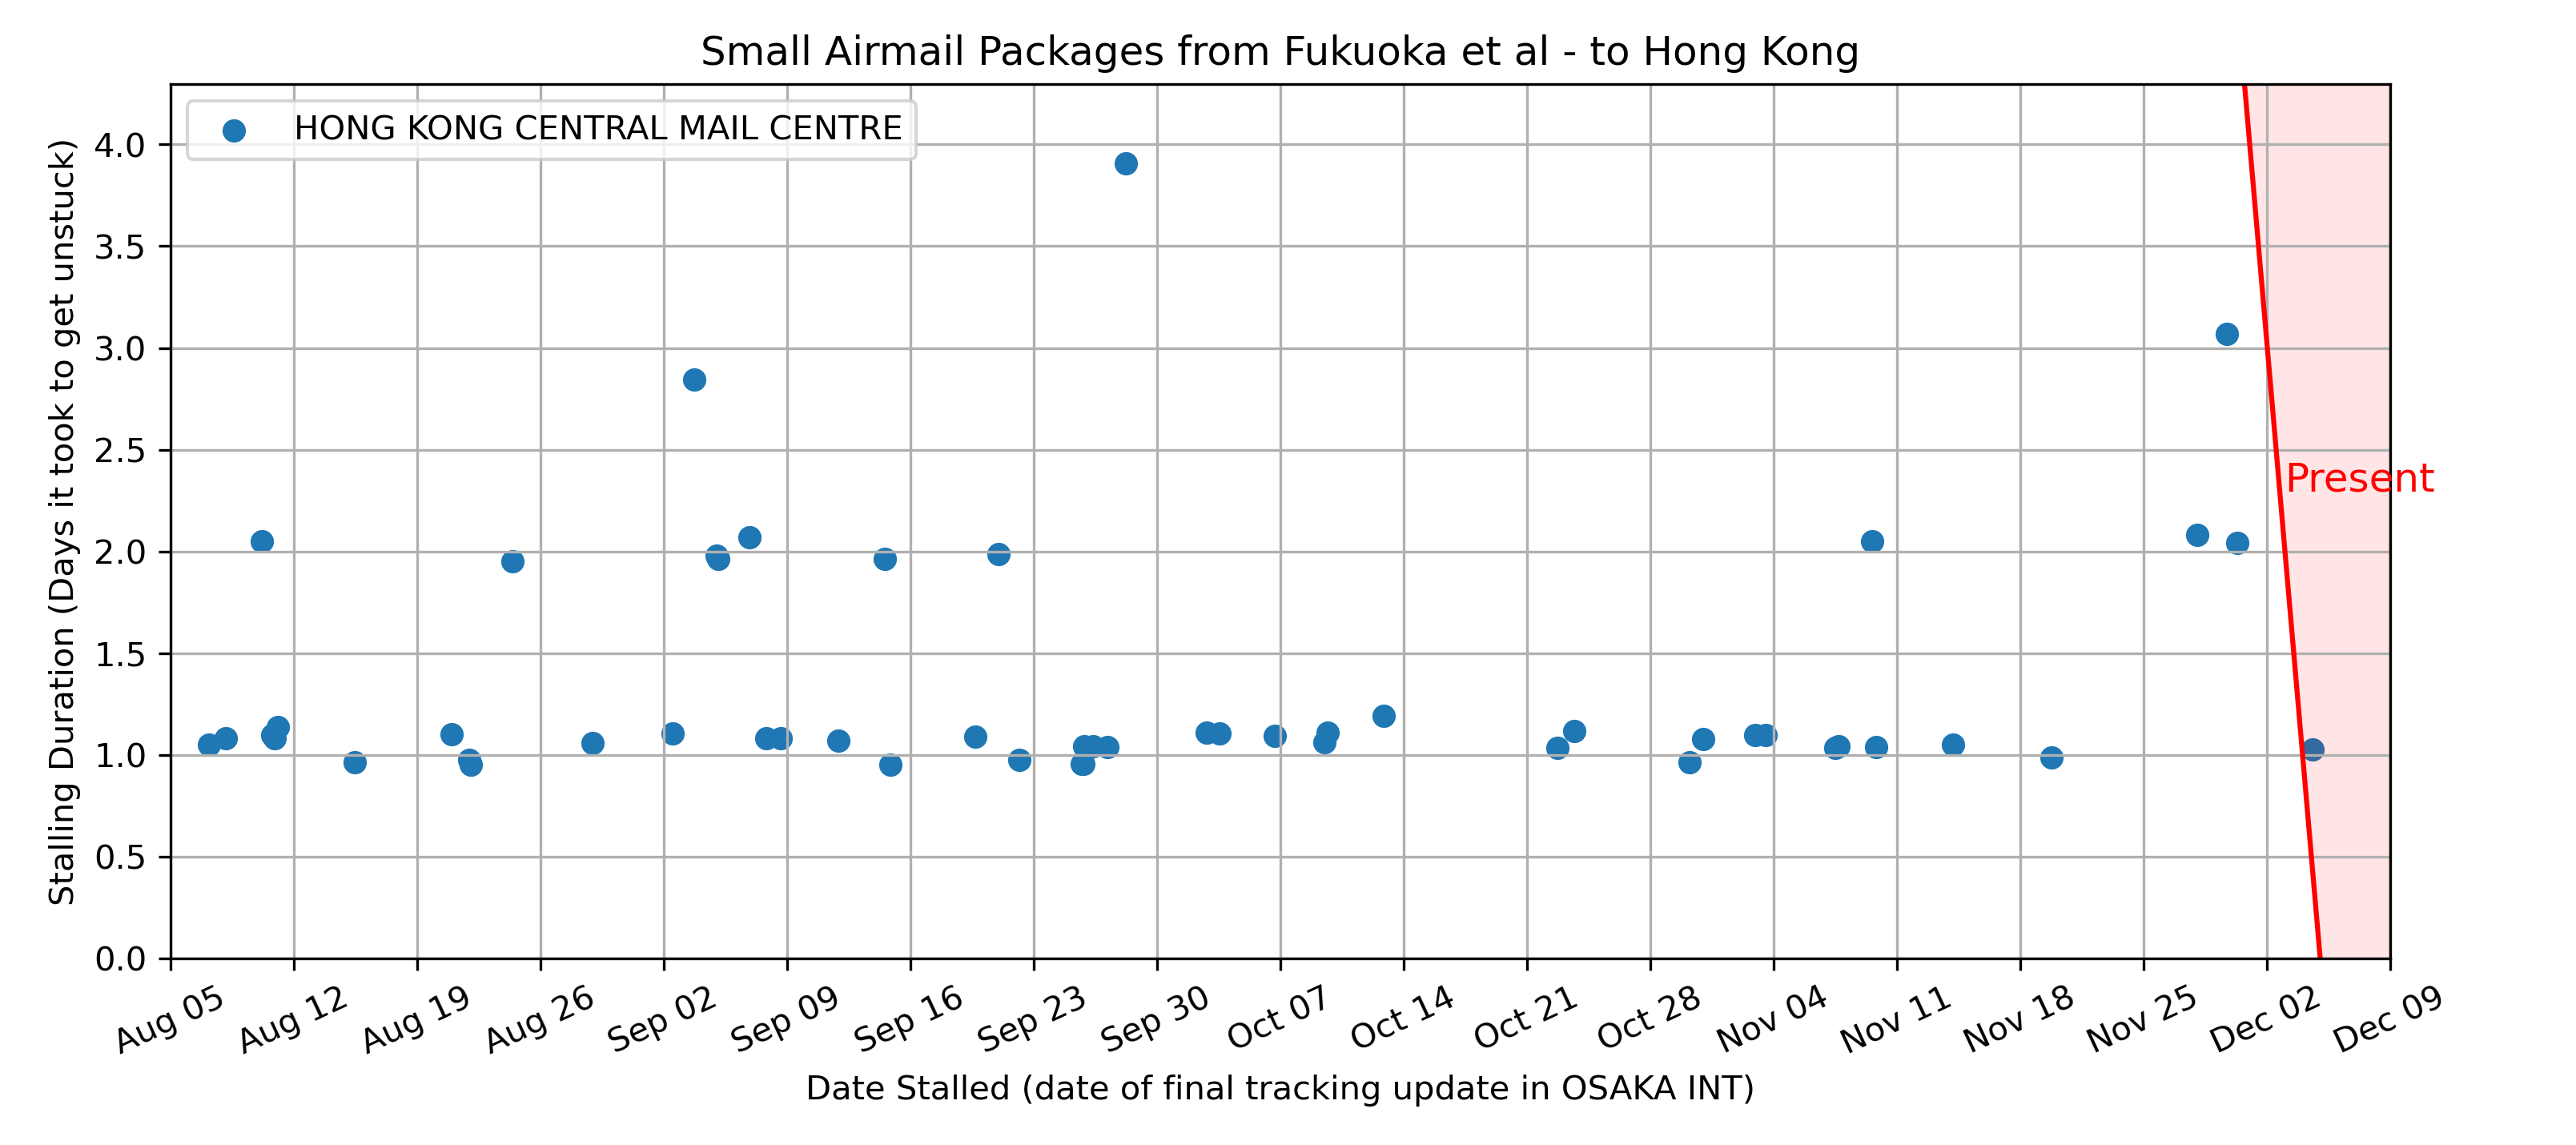 Small Airmail Packages from Fukuoka et al - to Hong Kong
HONG KONG CENTRAL MAIL CENTRE
Stalling Duration (Days it took to get unstuck)
4.0
3.5
3.0
2.5
2.0
1.5
1.0
0.5
0.0
Present
Aug 05
Aug 12
Aug 19
Aug 26
Sep 02
Sep 09
Sep 16
Sep 23
Sep 30
Oct 07
Oct 14
Oct 21
Oct 28
Nov 04
Nov 11
Nov 18
Nov 25
Dec 02
Dec 09
Date Stalled (date of final tracking update in OSAKA INT)